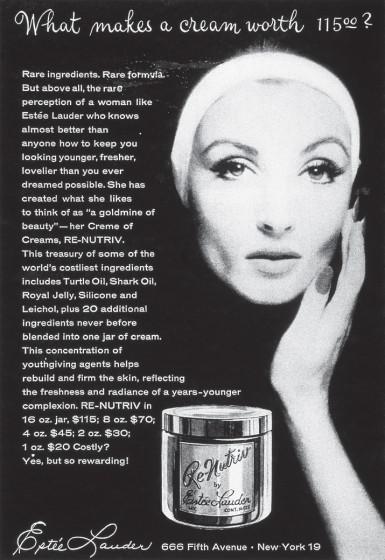 What makes a cream worth 115⁰⁰?
Rare ingredients. Rare formula.
But above all, the rare
perception of a woman like
Estée Lauder who knows
almost better than
anyone how to keep you
looking younger, fresher,
lovelier than you ever
dreamed possible. She has
created what she likes
to think of as "a goldmine of
beauty"—her Creme of
Creams, RE-NUTRIV.
This treasury of some of the
world's costliest ingredients
includes Turtle Oil, Shark Oil,
Royal Jelly, Silicone and
Leichol, plus 20 additional
ingredients never before
blended into one jar of cream.
This concentration of
youthgiving agents helps
rebuild and firm the skin, reflecting
the freshness and radiance of a years-younger
complexion. RE-NUTRIV in
16 oz. jar, $115; 8 oz. $70;
4 oz. $45; 2 oz. $30;
1 oz. $20 Costly?
Yes, but so rewarding!
Re-Nutriv
by
Estée Lauder
CONT.
Estée Lauder 666 Fifth Avenue • New York 19